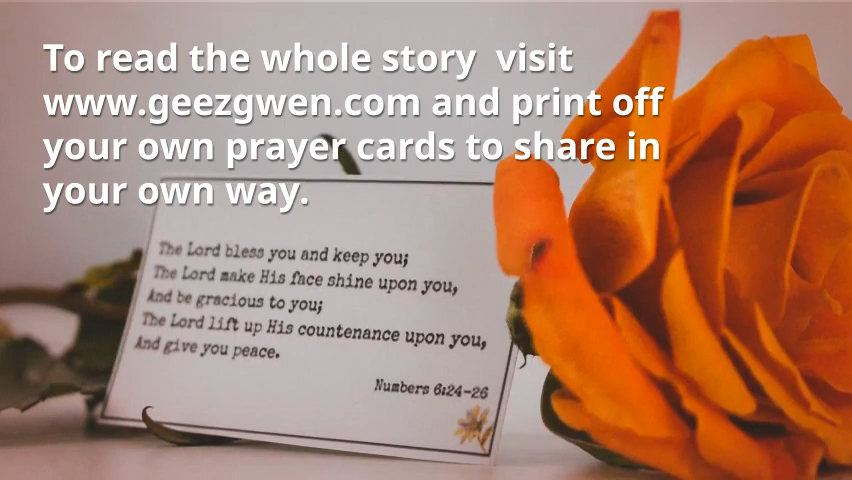 To read the whole story  visit
www.geezgwen.com and print off
your own prayer cards to share in
your own way.
The Lord bless you and keep you;
The Lord make His face shine upon you,
And be gracious to you;
The Lord lift up His countenance upon you,
And give you peace.
Numbers 6:24-26